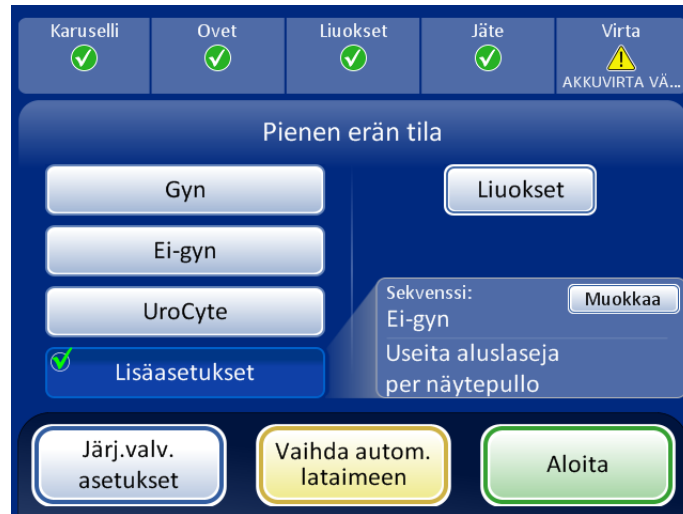 Karuselli
Ovet
Liuokset
Jäte
Virta
AKKUVIRTA VÄ...
Pienen erän tila
Gyn
Liuokset
Ei-gyn
UroCyte
Sekvenssi:
Muokkaa
Ei-gyn
Lisäasetukset
Useita aluslaseja
per näytepullo
Järj.valv.
asetukset
Vaihda autom.
lataimeen
Aloita